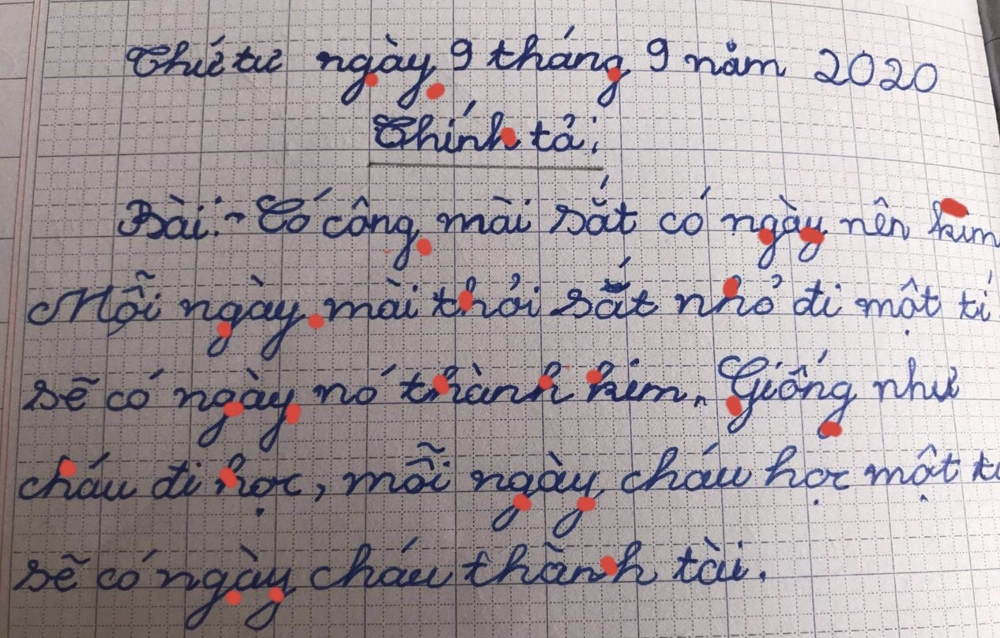 Thứ tư ngày 9 tháng 9 năm 2020
Chính tả:
Bài:- Có công mài sắt có ngày nên kim
Mỗi ngày mài thỏi sắt nhỏ đi một tí
sẽ có ngày nó thành kim. Giống như
cháu đi học, mỗi ngày cháu học một tí
sẽ có ngày cháu thành tài.